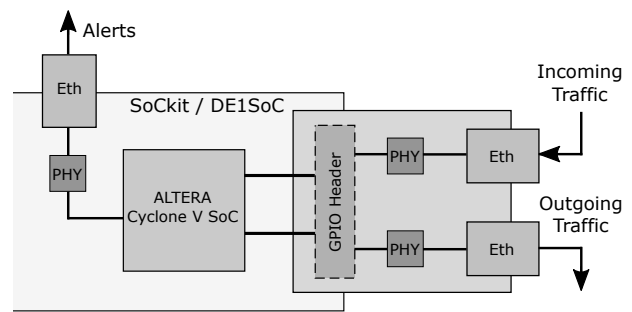 Alerts
Eth
SoCkit / DE1SoC
Incoming
Traffic
PHY
Eth
PHY
ALTERA
Cyclone V SoC
GPIO Header
Outgoing
Traffic
PHY
Eth